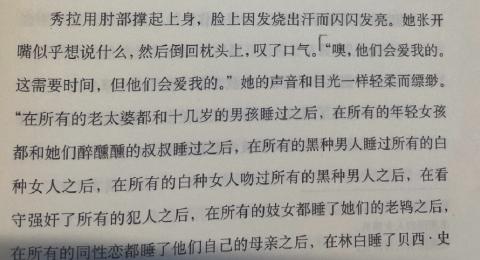 秀拉用肘部撑起上身，脸上因发烧出汗而闪闪发亮。她张开
嘴似乎想说什么，然后倒回枕头上，叹了口气。“噢，他们会爱我的。
这需要时间，但他们会爱我的。”她的声音和目光一样轻柔而缥缈。
“在所有的老太婆都和十几岁的男孩睡过之后，在所有的年轻女孩
都和她们醉醺醺的叔叔睡过之后，在所有的黑种男人睡过所有的白
种女人之后，在所有的白种女人吻过所有的黑种男人之后，在看
守强奸了所有的犯人之后，在所有的妓女都睡了她们的老鸨之后，
在所有的同性恋都睡了他们自己的母亲之后，在林白睡了贝西·史